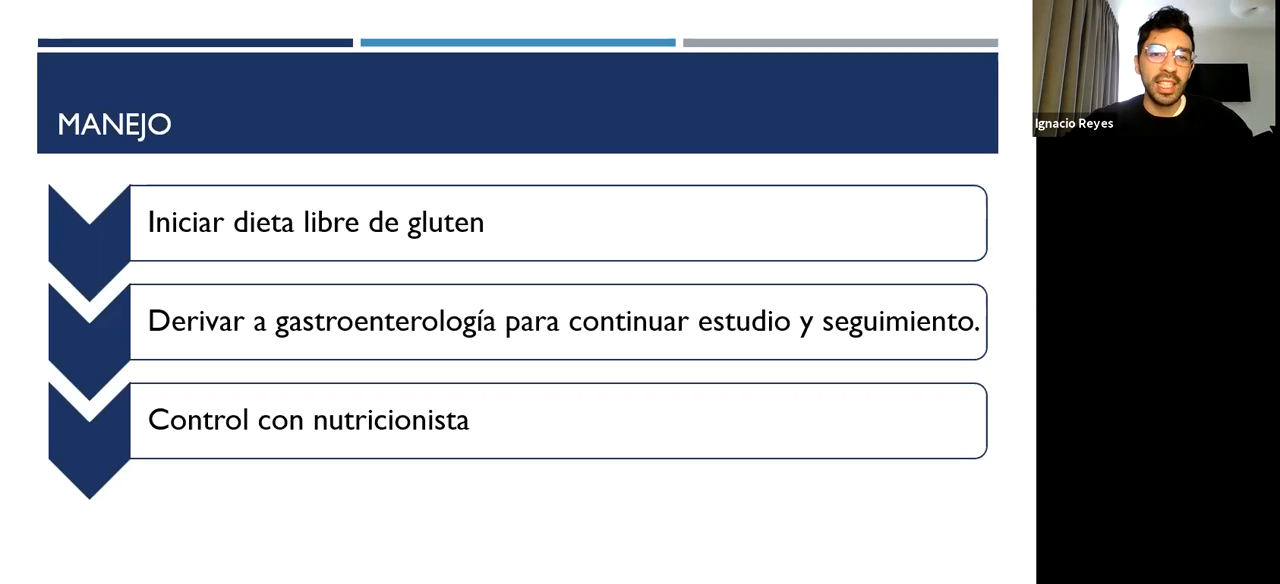 MANEJO
Iniciar dieta libre de gluten
Derivar a gastroenterología para continuar estudio y seguimiento.
Control con nutricionista
Ignacio Reyes